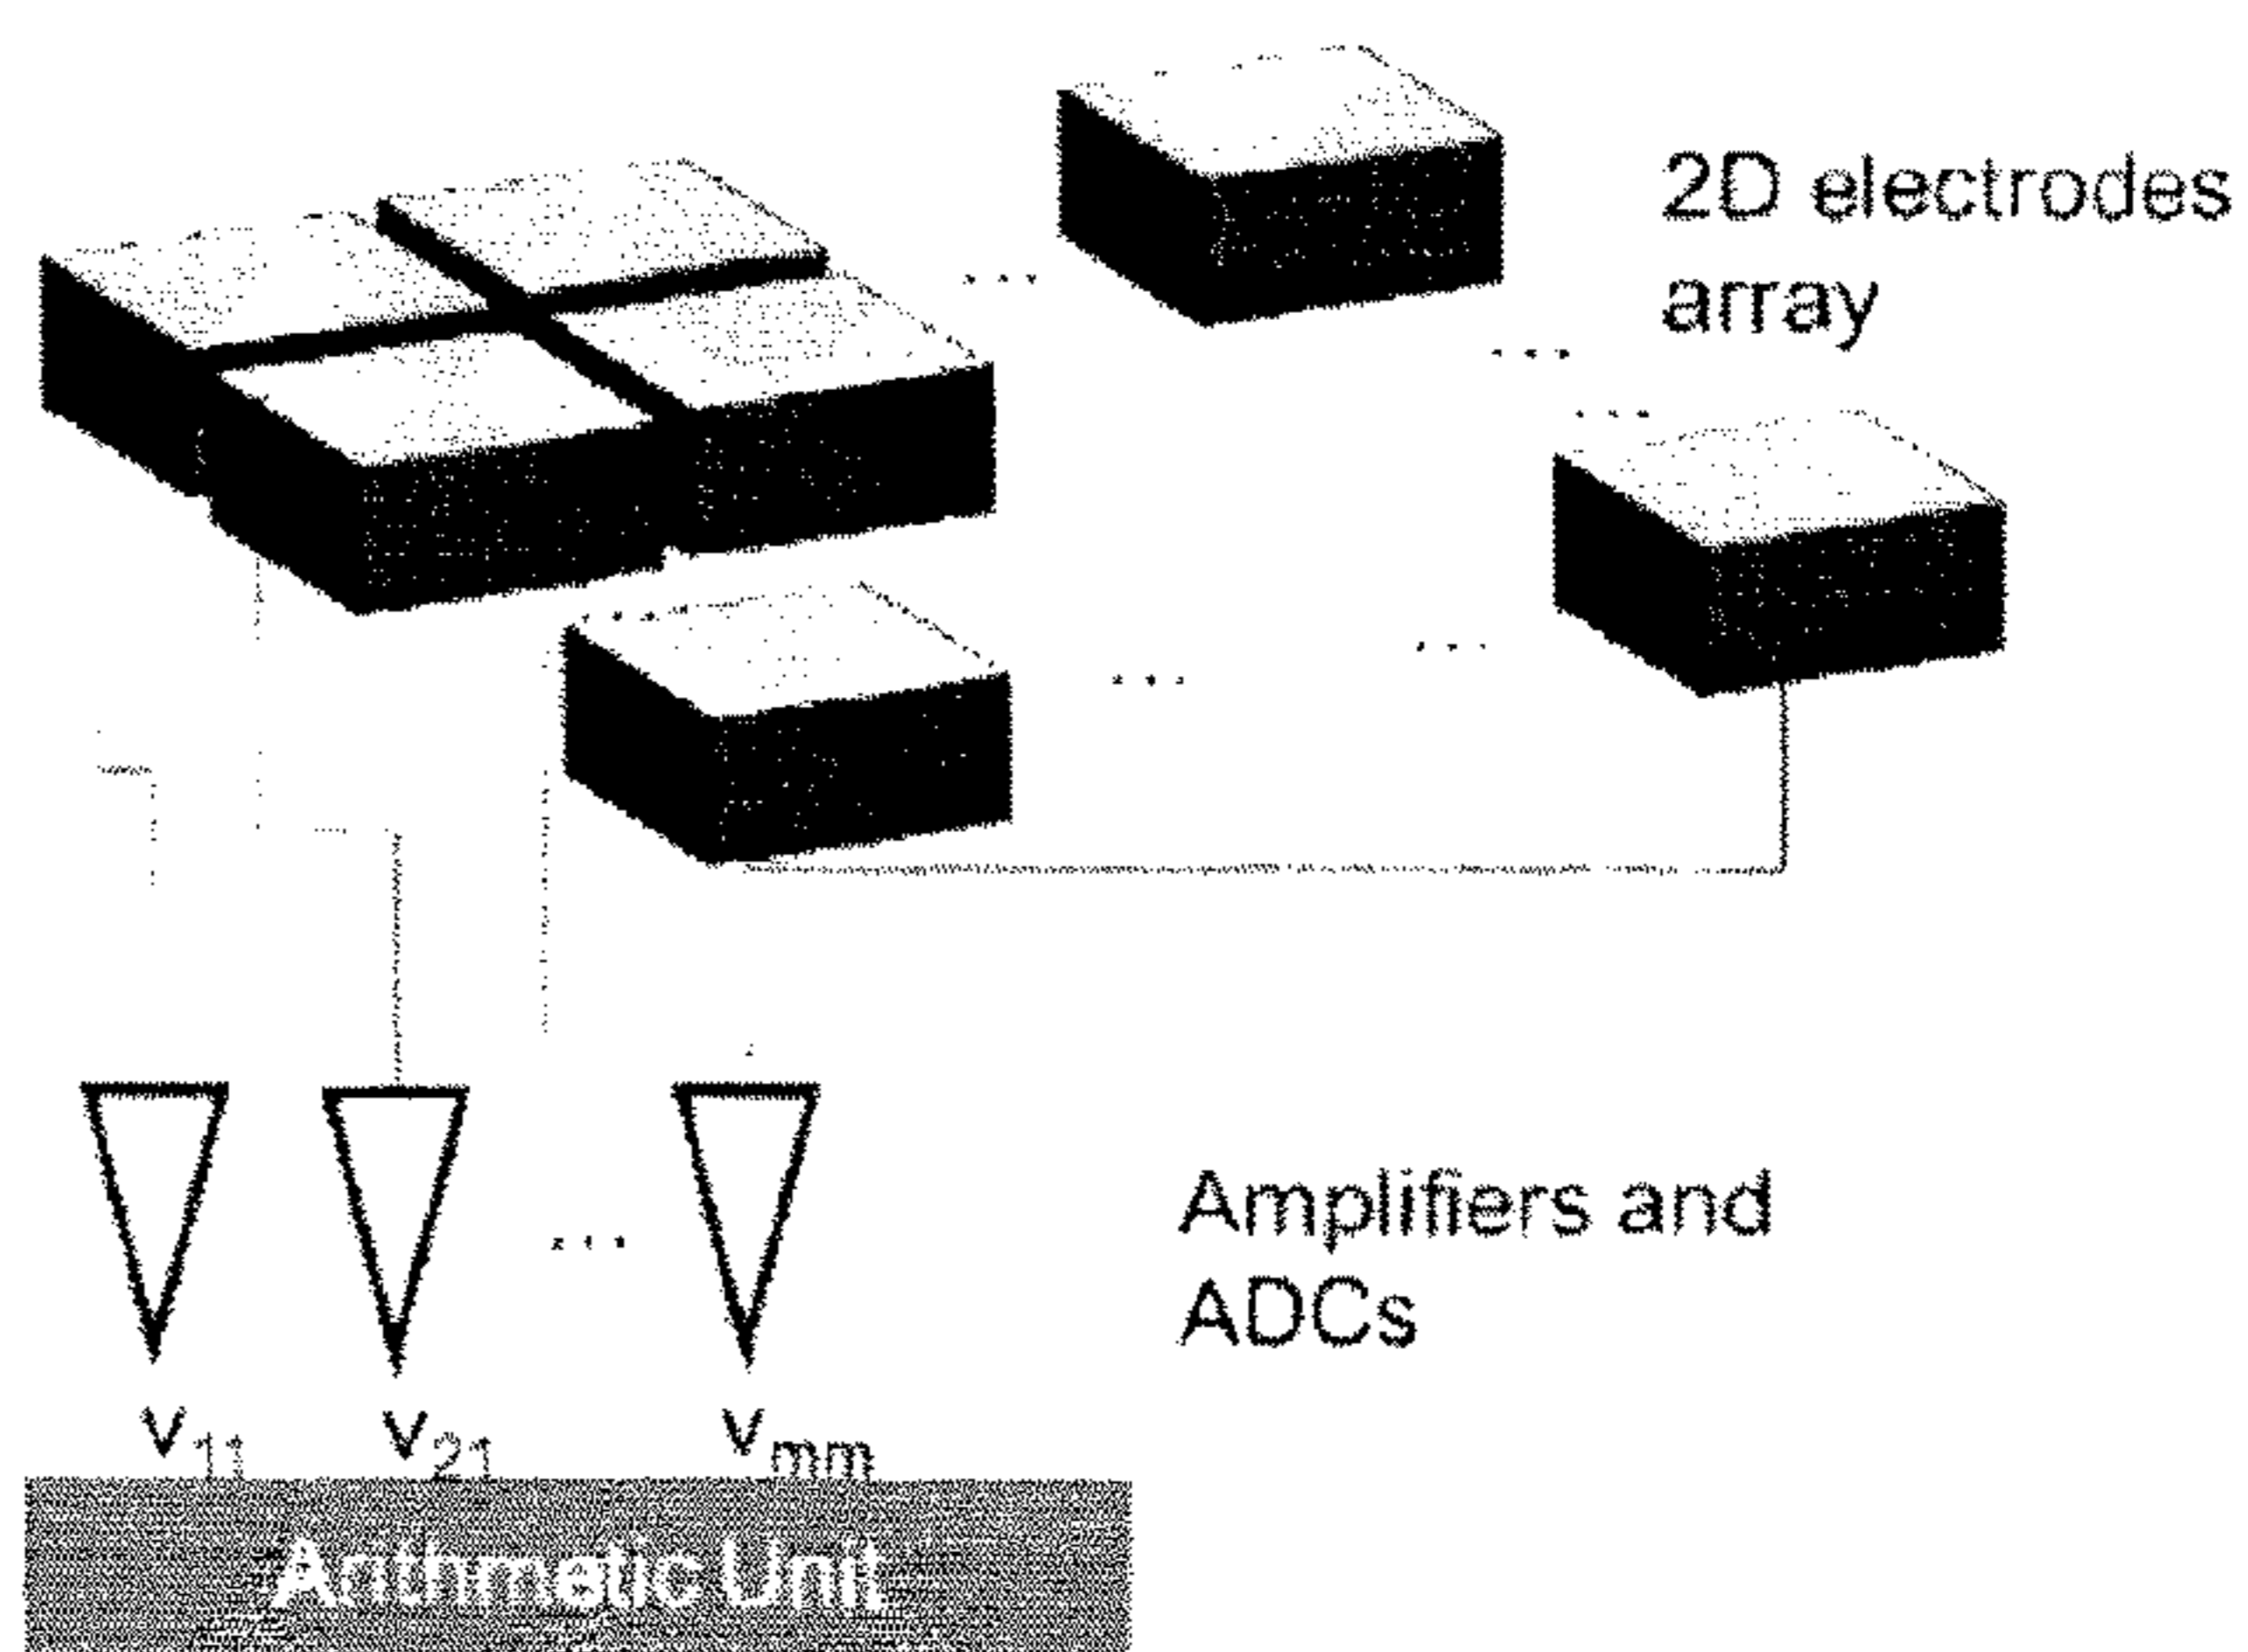 2D electrodes
array
Amplifiers and
ADCs
v11 v21 ... vmm
Arithmetic Unit